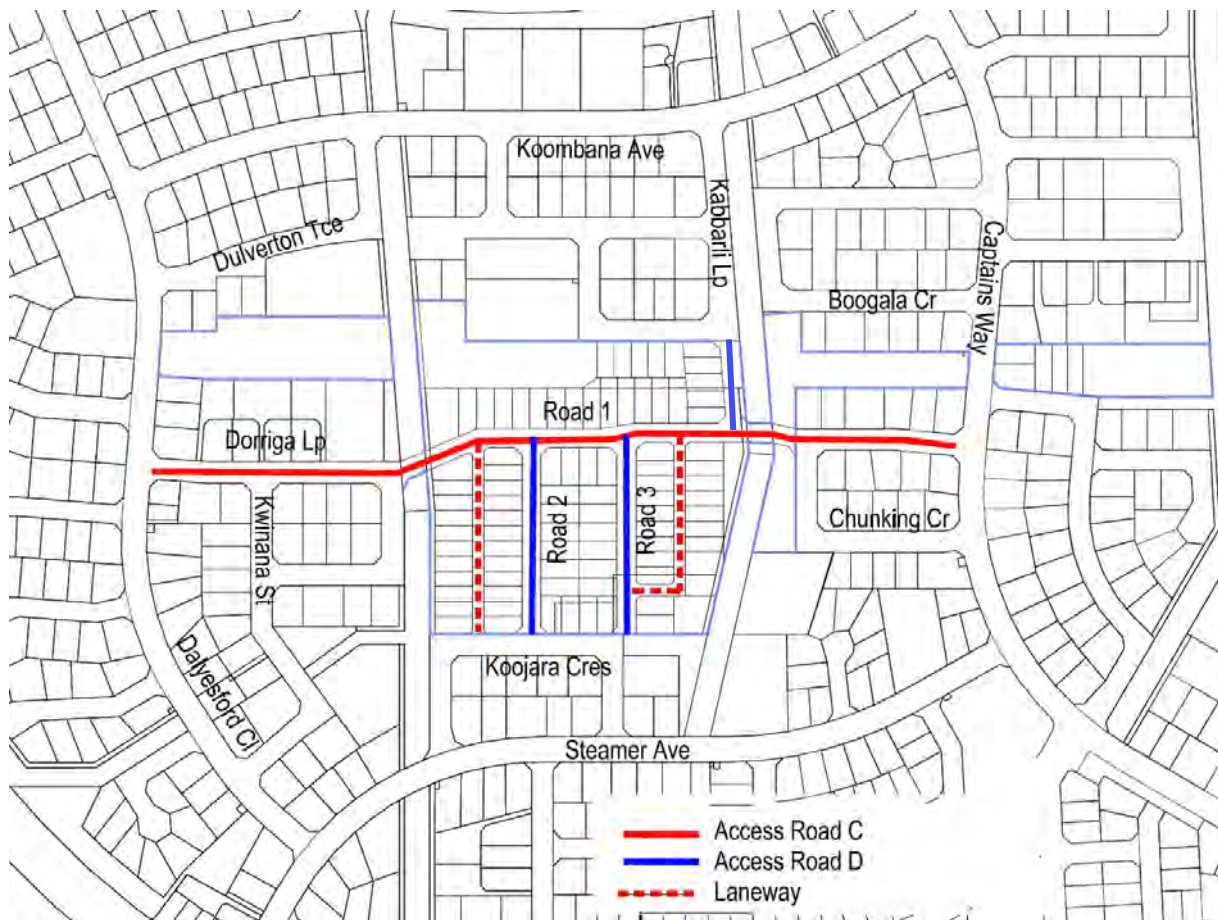 Koombana Ave
Kabbarli Lp
Dulverton Tce
Captains Way
Boogala Cr
Road 1
Dorriga Lp
Road 2
Road 3
Chunking Cr
Kwinana St
Dalyesford Cl
Koojara Cres
Steamer Ave
Access Road C
Access Road D
Laneway